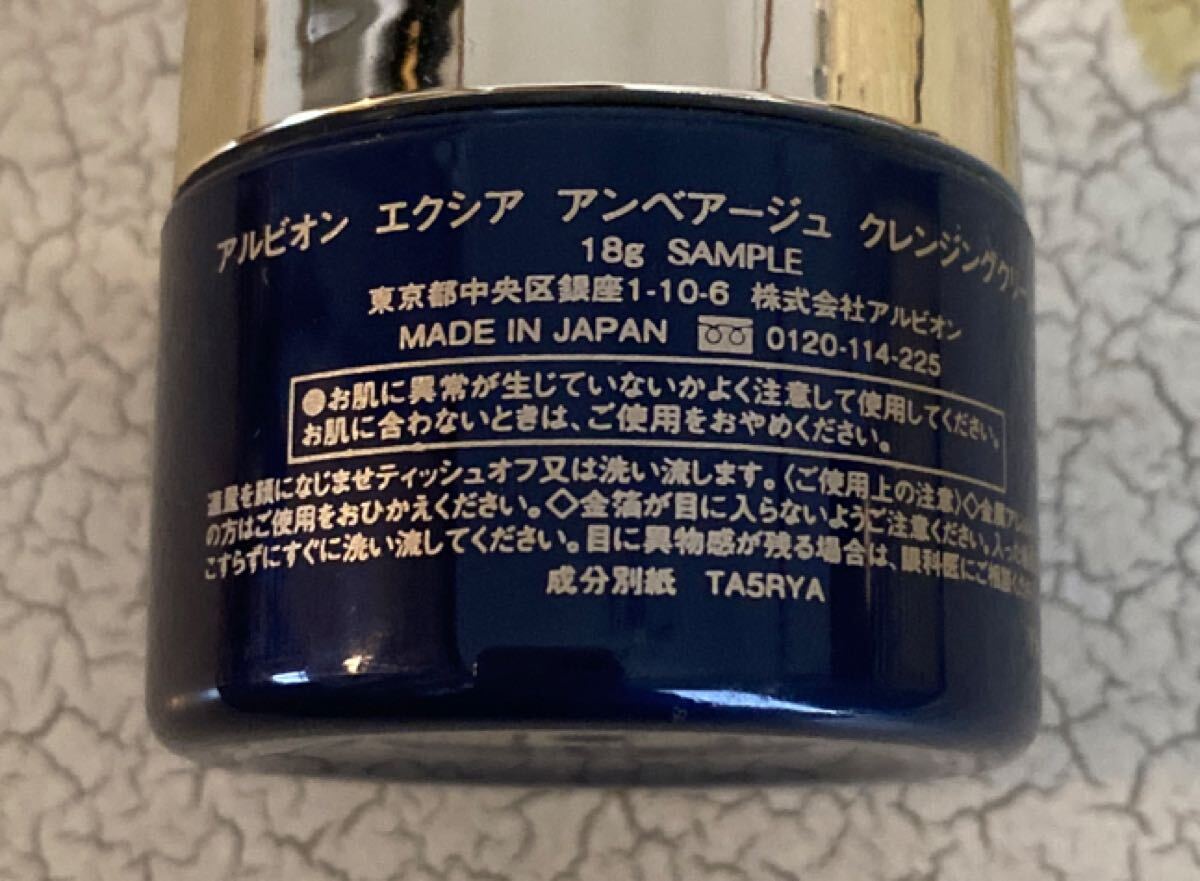 アルビオン エクシア アンベアージュ クレンジングクリー
18g SAMPLE
東京都中央区銀座1-10-6 株式会社アルビオン
MADE IN JAPAN 0120-114-225
●お肌に異常が生じていないかよく注意して使用してください。
お肌に合わないときは、ご使用をおやめください。
適量を顔になじませティッシュオフ又は洗い流します。〈ご使用上の注意〉◇金属アレル
の方はご使用をおひかえください。◇金箔が目に入らないようご注意ください。入った
こすらずにすぐに洗い流してください。目に異物感が残る場合は、眼科医にご相談くださ
成分別紙 TA5RYA